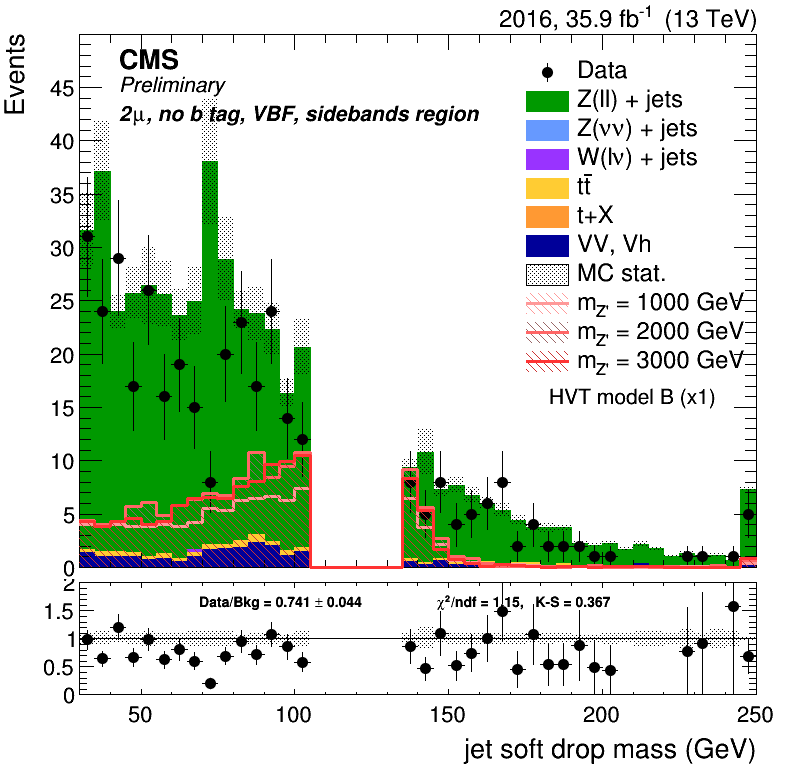 2016, 35.9 fb⁻¹ (13 TeV)
Events
CMS
Preliminary
2μ, no b tag, VBF, sidebands region
Data
Z(ll) + jets
Z(νν) + jets
W(lν) + jets
tt̄
t+X
VV, Vh
MC stat.
m_Z' = 1000 GeV
m_Z' = 2000 GeV
m_Z' = 3000 GeV
HVT model B (x1)
45
40
35
30
25
20
15
10
5
0
Data/Bkg = 0.741 ± 0.044
χ²/ndf = 1.15, K-S = 0.367
2
1.5
1
0.5
0
50 100 150 200 250
jet soft drop mass (GeV)